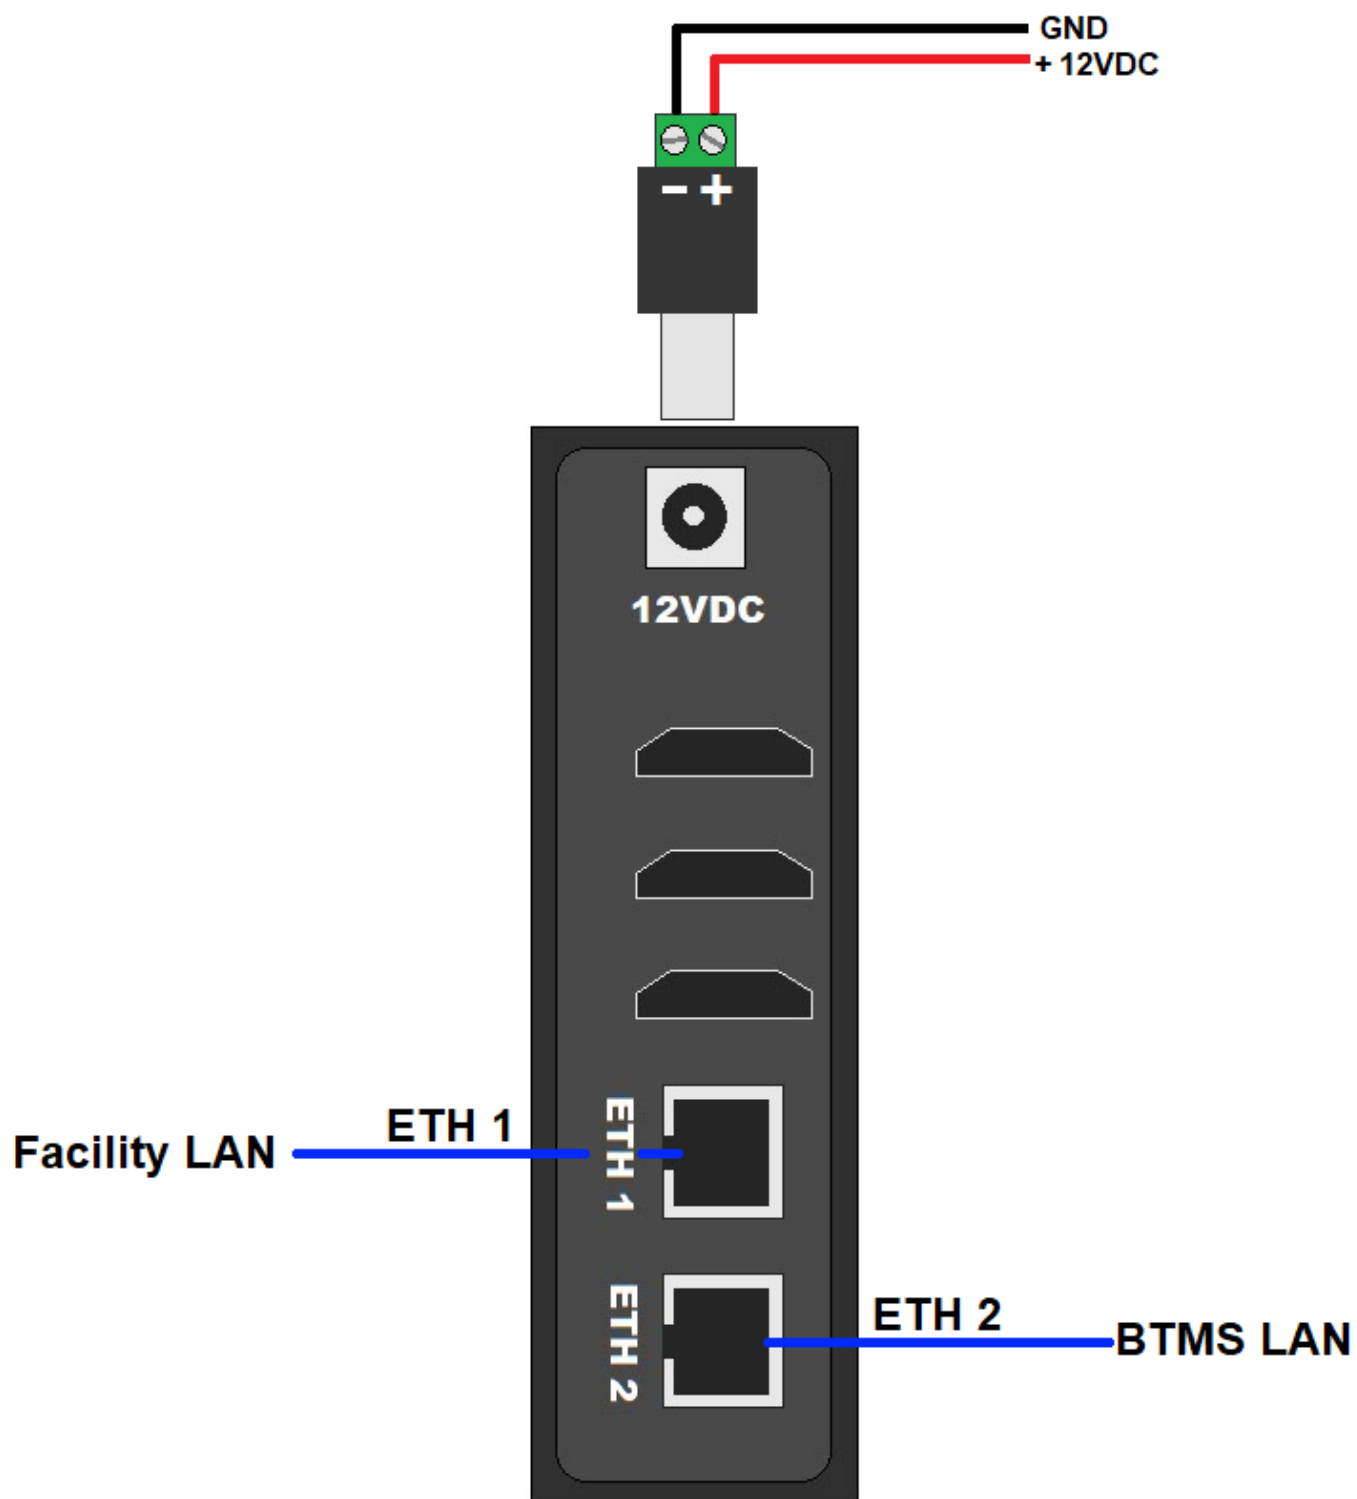 GND
+ 12VDC
- +
12VDC
ETH 1
Facility LAN
ETH 1
ETH 2
BTMS LAN
ETH 2